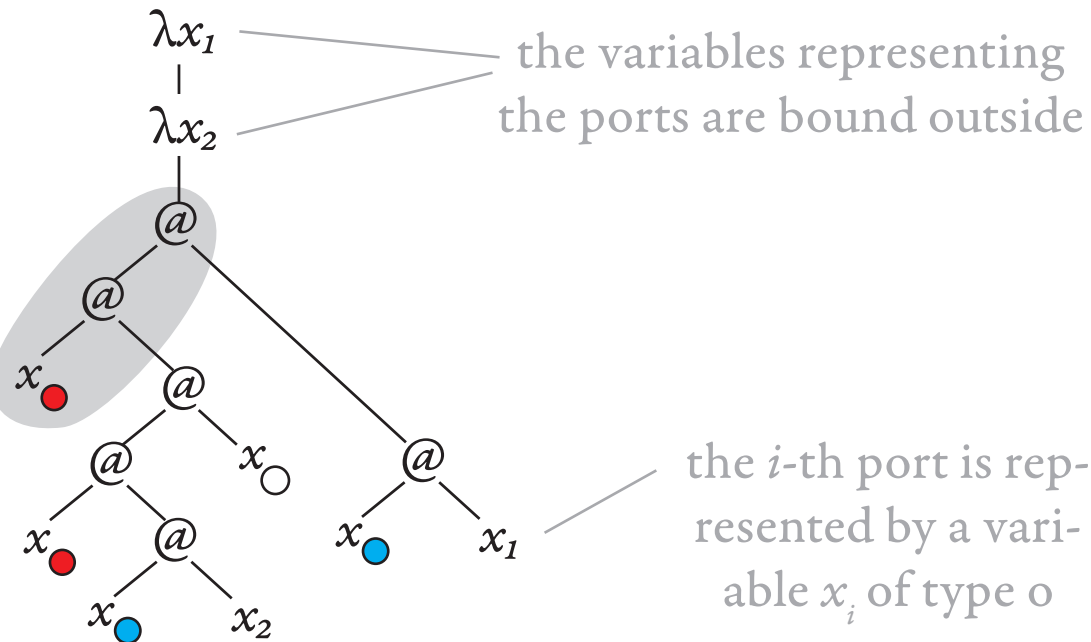 λx₁
the variables representing
the ports are bound outside
λx₂
@
@
x
@
@
x
@
the i-th port is rep-
resented by a vari-
able xᵢ of type o
x
@
x
x₁
x
x₂